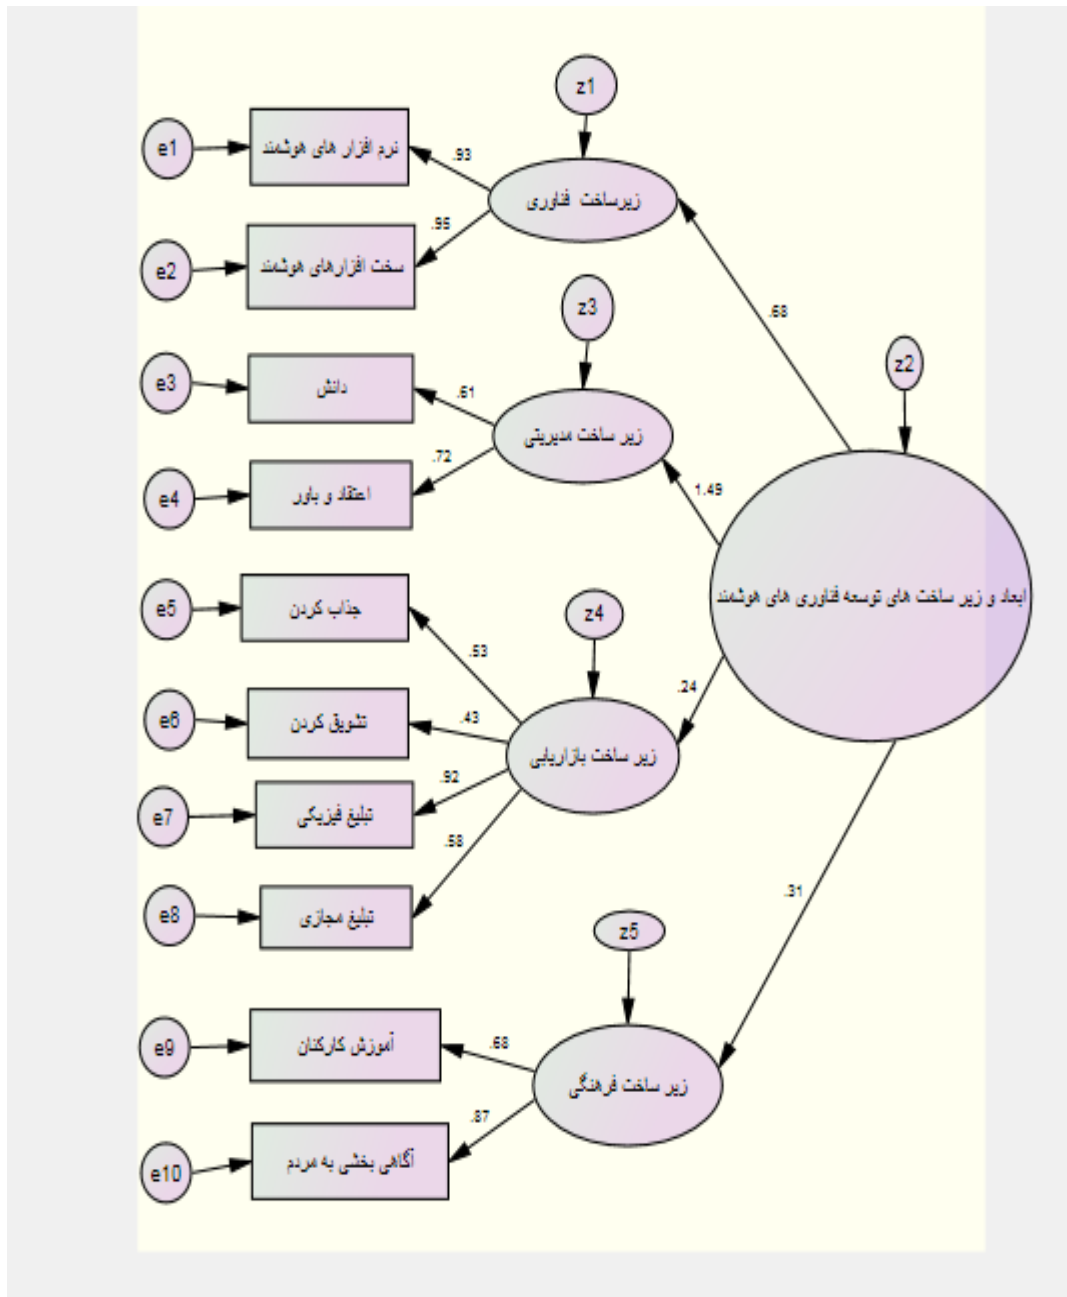 z1
e1
نرم افزار های هوشمند
.93
زیرساخت فناوری
.95
e2
سخت افزارهای هوشمند
z3
.68
z2
e3
دانش
.61
زیر ساخت مدیریتی
.72
e4
اعتقاد و باور
1.49
e5
جذاب کردن
z4
ابعاد و زیر ساخت های توسعه فناوری های هوشمند
.53
.24
e6
تشویق کردن
.43
زیر ساخت بازاریابی
.92
e7
تبلیغ فیزیکی
.58
e8
تبلیغ مجازی
.31
z5
e9
آموزش کارکنان
.68
زیر ساخت فرهنگی
.87
e10
آگاهی بخشی به مردم